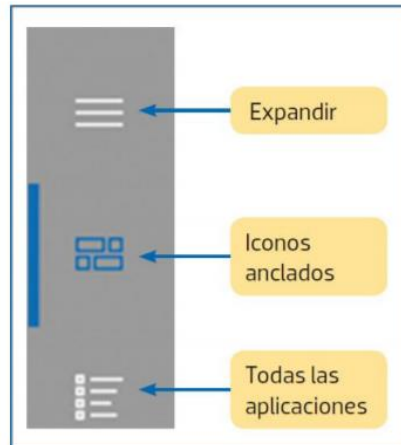 Expandir
Iconos
anclados
Todas las
aplicaciones